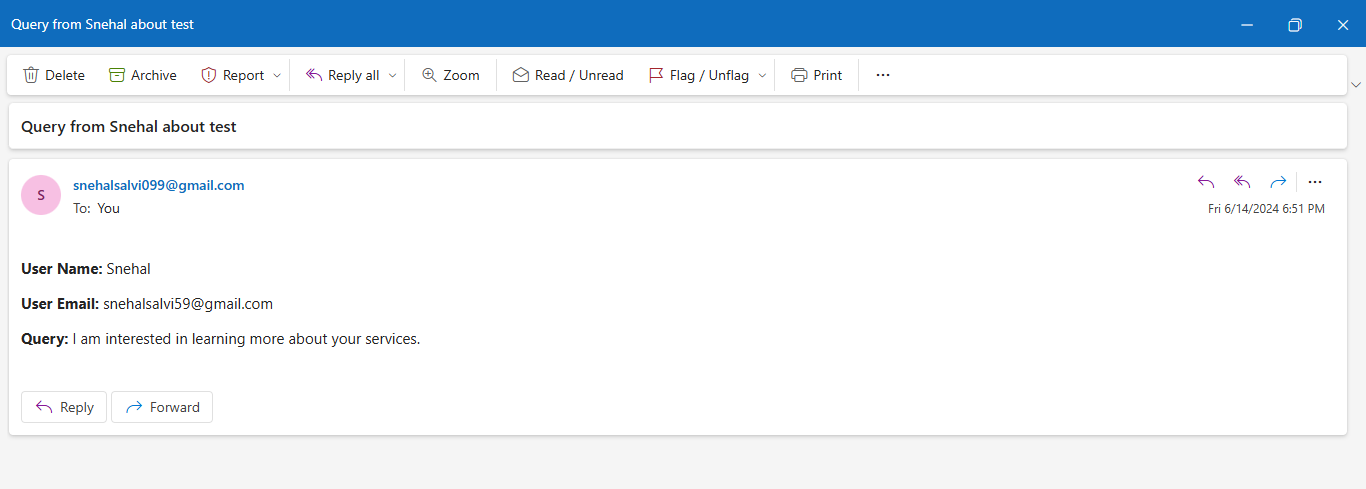 Query from Snehal about test
Delete Archive Report Reply all Zoom Read / Unread Flag / Unflag Print
Query from Snehal about test
S
snehalsalvi099@gmail.com
To: You
Fri 6/14/2024 6:51 PM
User Name: Snehal
User Email: snehalsalvi59@gmail.com
Query: I am interested in learning more about your services.
Reply Forward